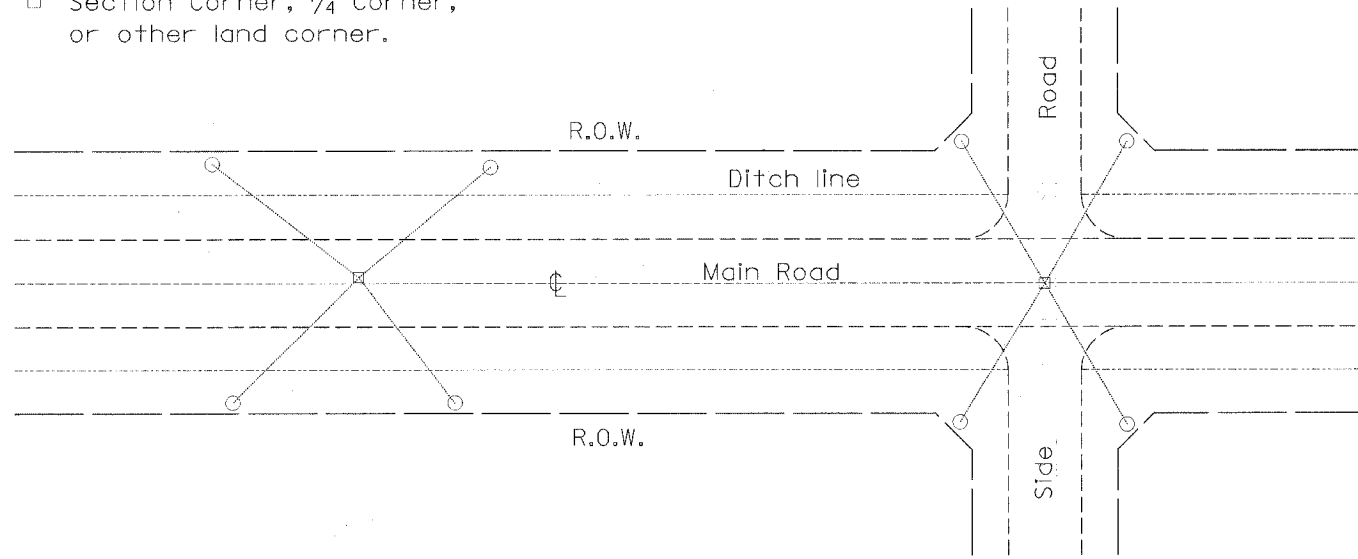 □ Section Corner, 1/4 Corner,
or other land corner.
R.O.W.
Road
Ditch line
Main Road
℄
R.O.W.
Side